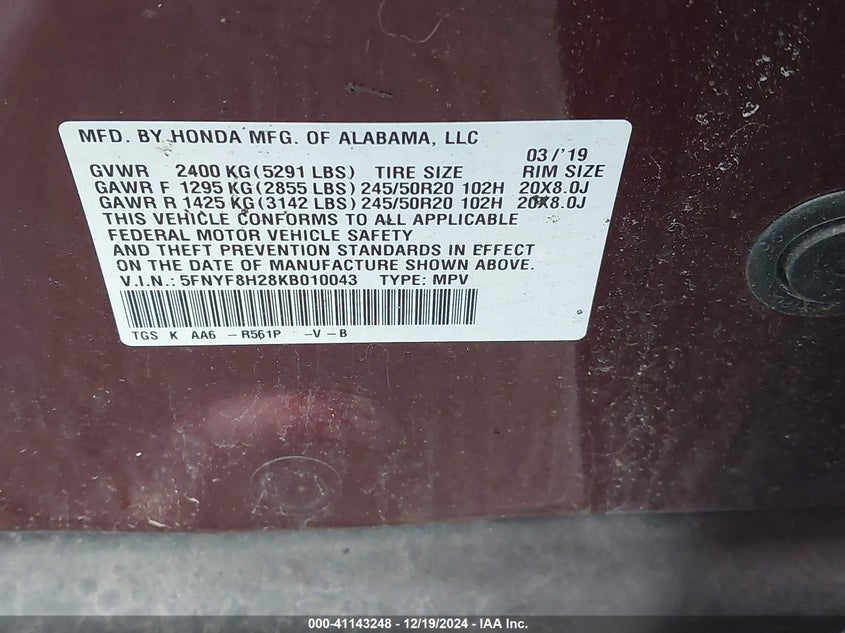 MFD. BY HONDA MFG. OF ALABAMA, LLC
03/'19
GVWR 2400 KG(5291 LBS) TIRE SIZE RIM SIZE
GAWR F 1295 KG(2855 LBS) 245/50R20 102H 20X8.0J
GAWR R 1425 KG(3142 LBS) 245/50R20 102H 20X8.0J
THIS VEHICLE CONFORMS TO ALL APPLICABLE
FEDERAL MOTOR VEHICLE SAFETY
AND THEFT PREVENTION STANDARDS IN EFFECT
ON THE DATE OF MANUFACTURE SHOWN ABOVE.
V.I.N.: 5FNYF8H28KB010043 TYPE: MPV
TGS K AA6 -R561P -V-B
000-41143248 - 12/19/2024 - IAA Inc.